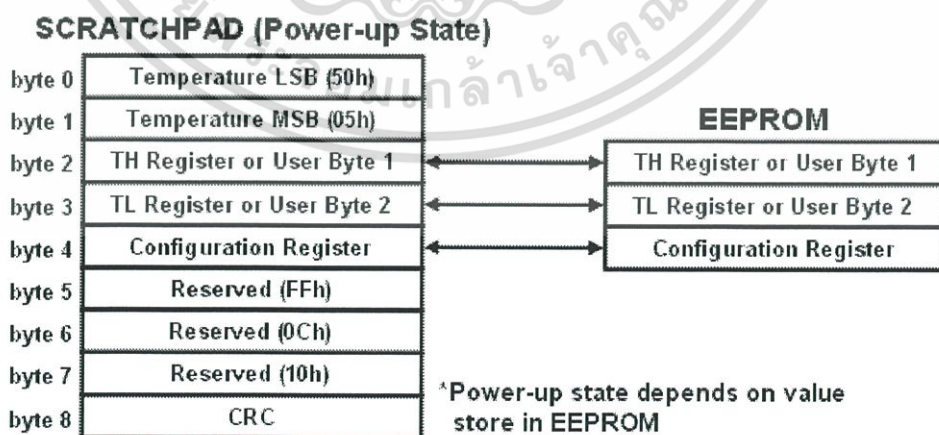 SCRATCHPAD (Power-up State)
byte 0 Temperature LSB (50h)
byte 1 Temperature MSB (05h)
byte 2 TH Register or User Byte 1
byte 3 TL Register or User Byte 2
byte 4 Configuration Register
byte 5 Reserved (FFh)
byte 6 Reserved (0Ch)
byte 7 Reserved (10h)
byte 8 CRC
EEPROM
TH Register or User Byte 1
TL Register or User Byte 2
Configuration Register
*Power-up state depends on value
store in EEPROM